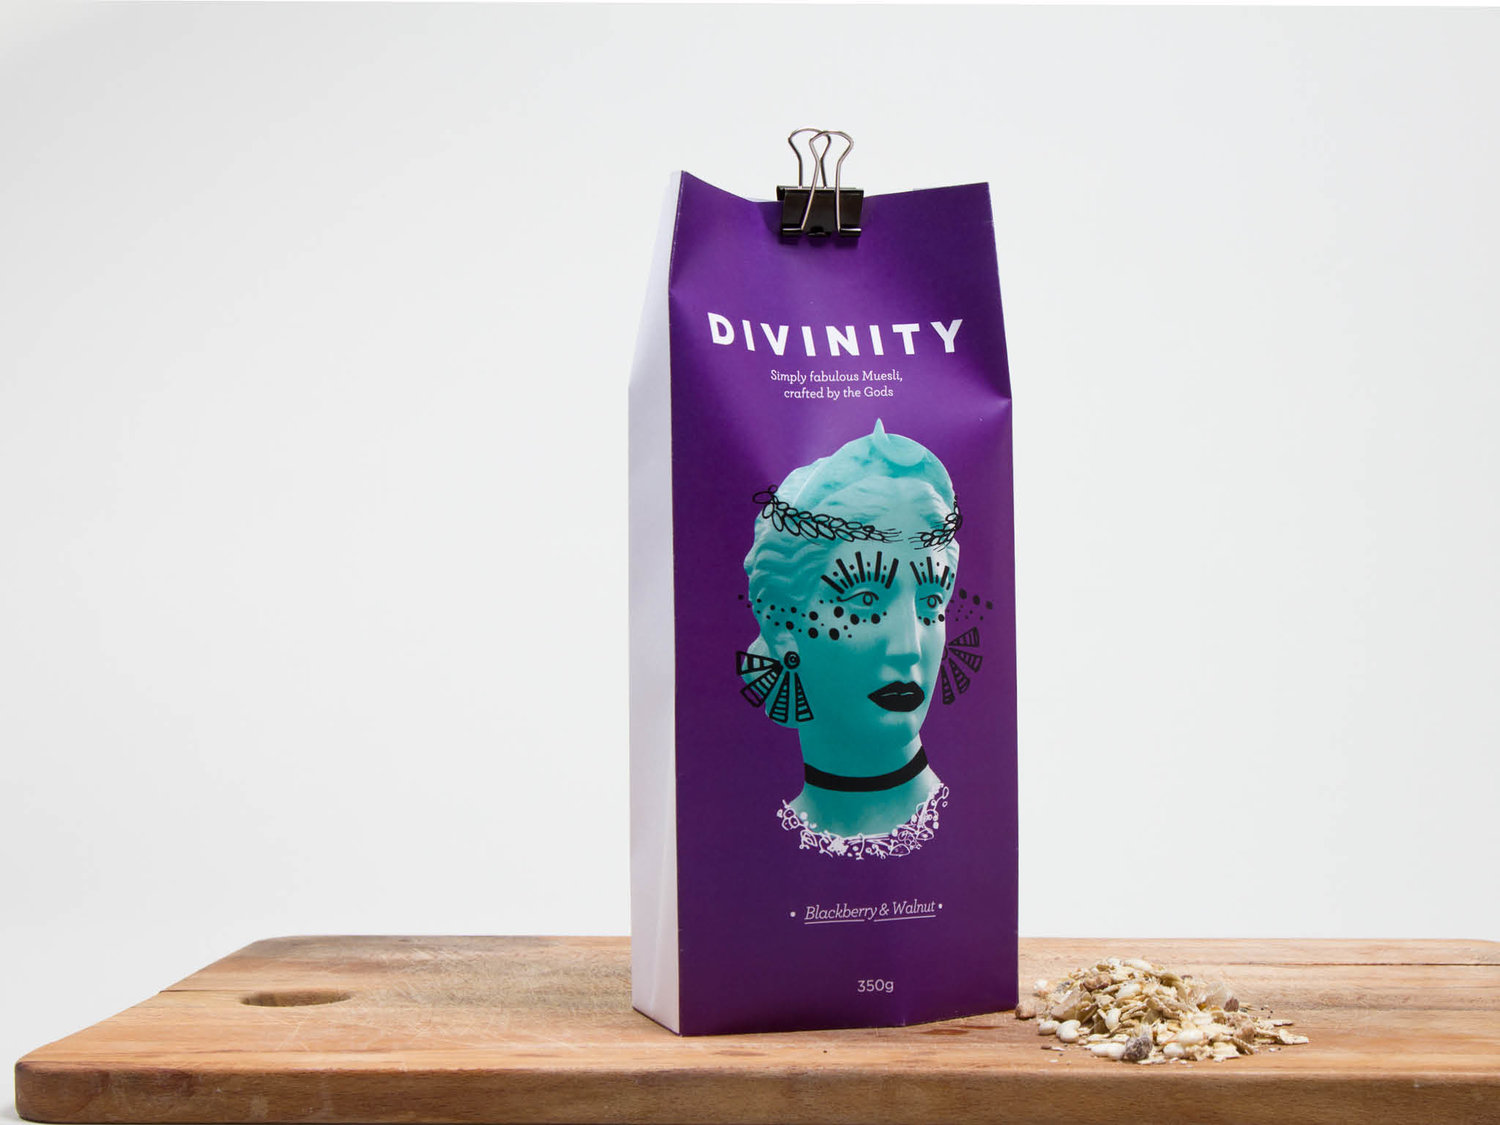 DIVINITY
Simply fabulous Muesli,
crafted by the Gods
• Blackberry & Walnut •
350g